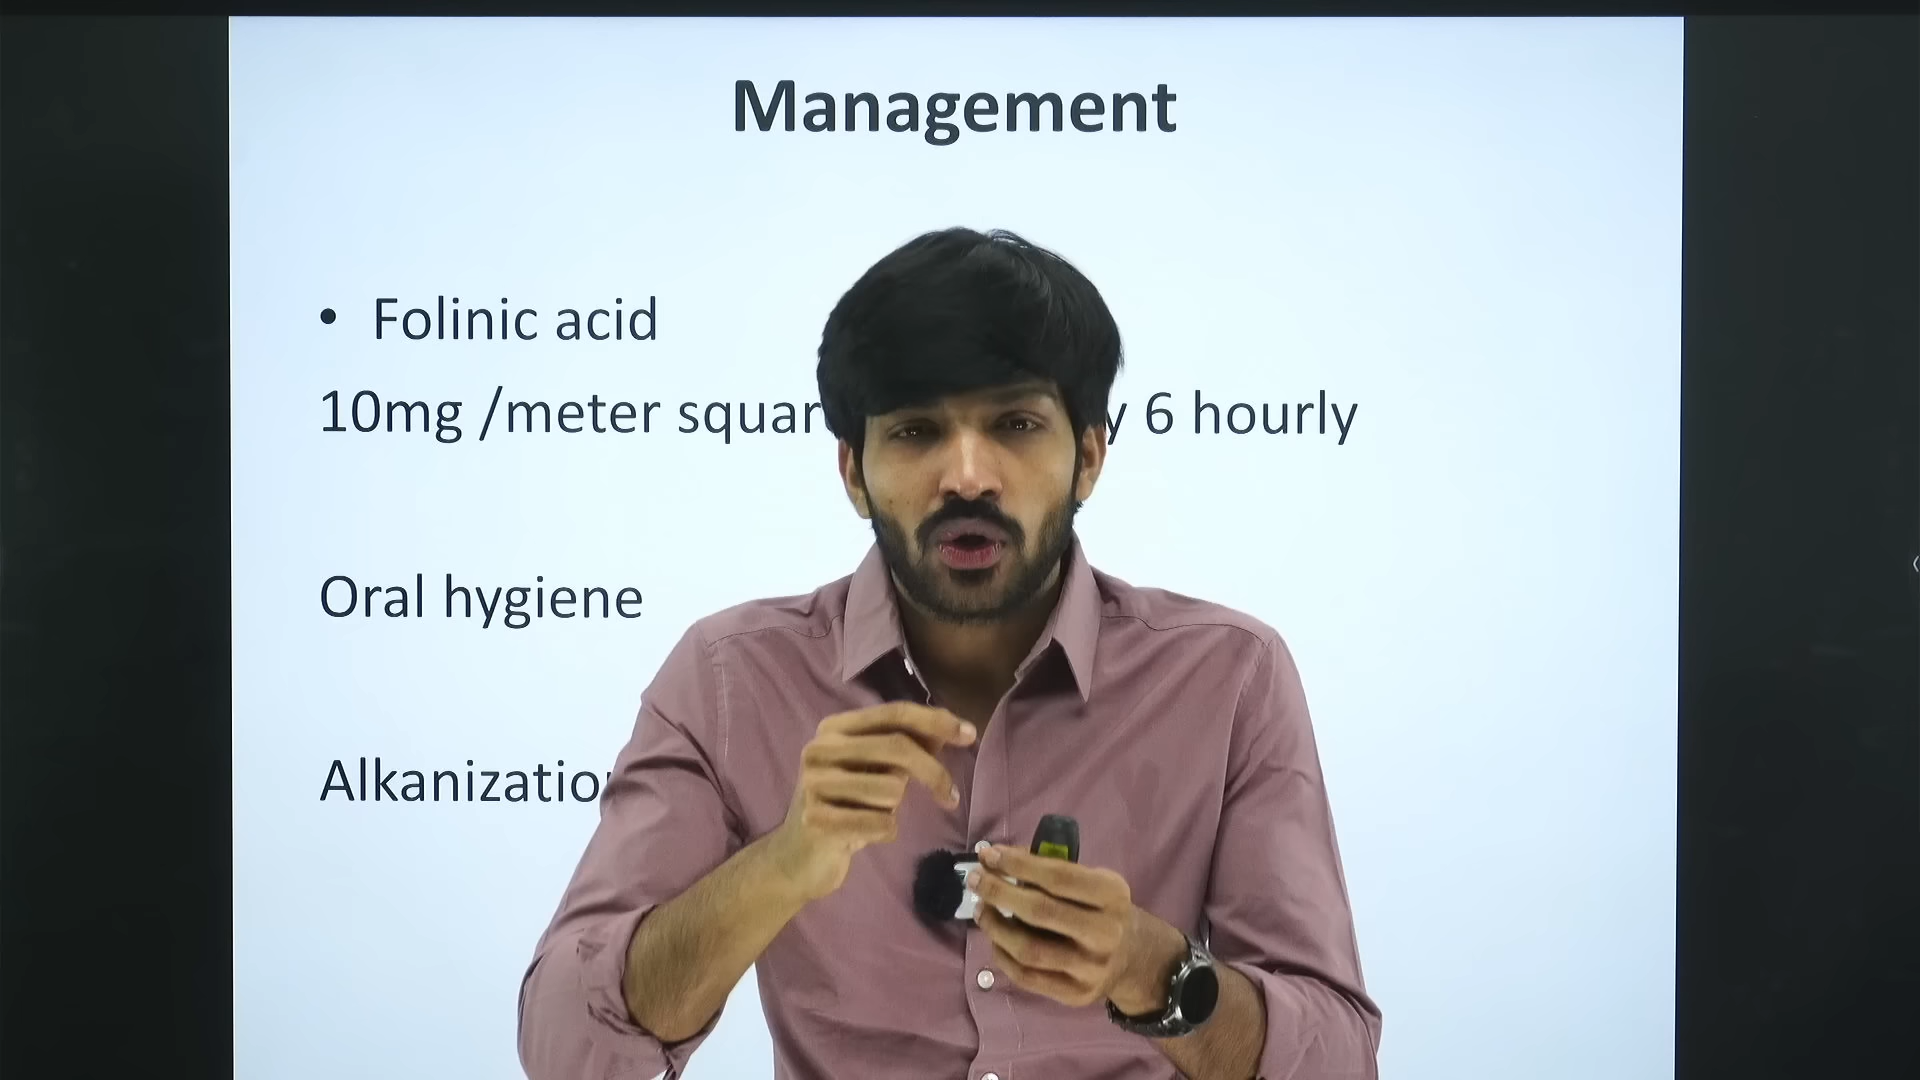 Management
• Folinic acid
10mg /meter squar y 6 hourly
Oral hygiene
Alkanizatio